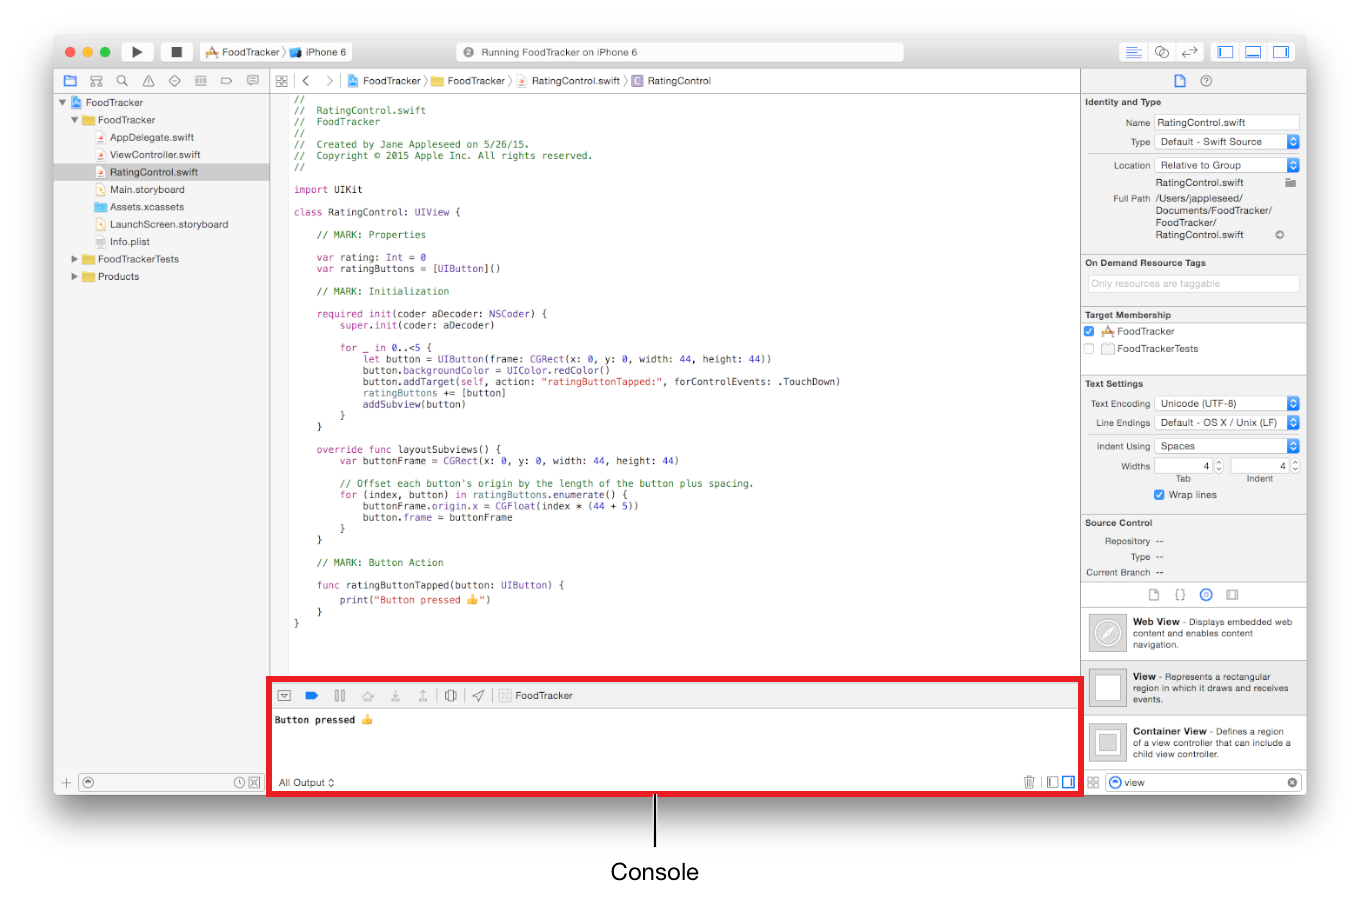 FoodTracker iPhone 6
2 Running FoodTracker on iPhone 6
FoodTracker FoodTracker RatingControl.swift C RatingControl
FoodTracker
FoodTracker
AppDelegate.swift
ViewController.swift
RatingControl.swift
Main.storyboard
Assets.xcassets
LaunchScreen.storyboard
Info.plist
FoodTrackerTests
Products
//
// RatingControl.swift
// FoodTracker
//
// Created by Jane Appleseed on 5/26/15.
// Copyright © 2015 Apple Inc. All rights reserved.
//
import UIKit
class RatingControl: UIView {
// MARK: Properties
var rating: Int = 0
var ratingButtons = [UIButton]()
// MARK: Initialization
required init(coder aDecoder: NSCoder) {
super.init(coder: aDecoder)
for _ in 0..<5 {
let button = UIButton(frame: CGRect(x: 0, y: 0, width: 44, height: 44))
button.backgroundColor = UIColor.redColor()
button.addTarget(self, action: "ratingButtonTapped:", forControlEvents: .TouchDown)
ratingButtons += [button]
addSubview(button)
}
}
override func layoutSubviews() {
var buttonFrame = CGRect(x: 0, y: 0, width: 44, height: 44)
// Offset each button's origin by the length of the button plus spacing.
for (index, button) in ratingButtons.enumerate() {
buttonFrame.origin.x = CGFloat(index * (44 + 5))
button.frame = buttonFrame
}
}
// MARK: Button Action
func ratingButtonTapped(button: UIButton) {
print("Button pressed 👍")
}
}
FoodTracker
Button pressed 👍
All Output
Identity and Type
Name RatingControl.swift
Type Default - Swift Source
Location Relative to Group
RatingControl.swift
Full Path /Users/jappleseed/
Documents/FoodTracker/
FoodTracker/
RatingControl.swift
On Demand Resource Tags
Only resources are taggable
Target Membership
FoodTracker
FoodTrackerTests
Text Settings
Text Encoding Unicode (UTF-8)
Line Endings Default - OS X / Unix (LF)
Indent Using Spaces
Widths 4 4
Tab Indent
Wrap lines
Source Control
Repository --
Type --
Current Branch --
{}
Web View - Displays embedded web
content and enables content
navigation.
View - Represents a rectangular
region in which it draws and receives
events.
Container View - Defines a region
of a view controller that can include a
child view controller.
view
Console